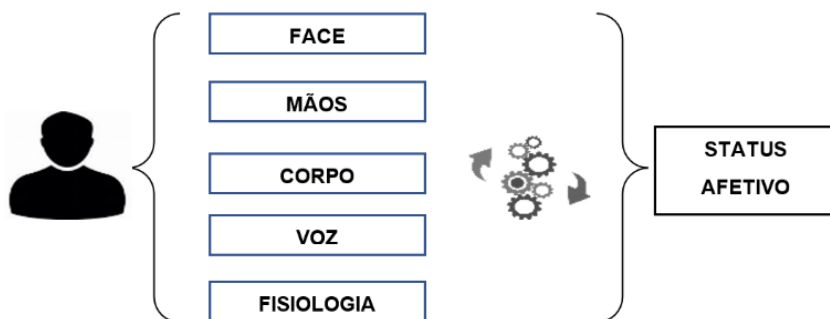 FACE
MÃOS
CORPO
VOZ
FISIOLOGIA
STATUS
AFETIVO